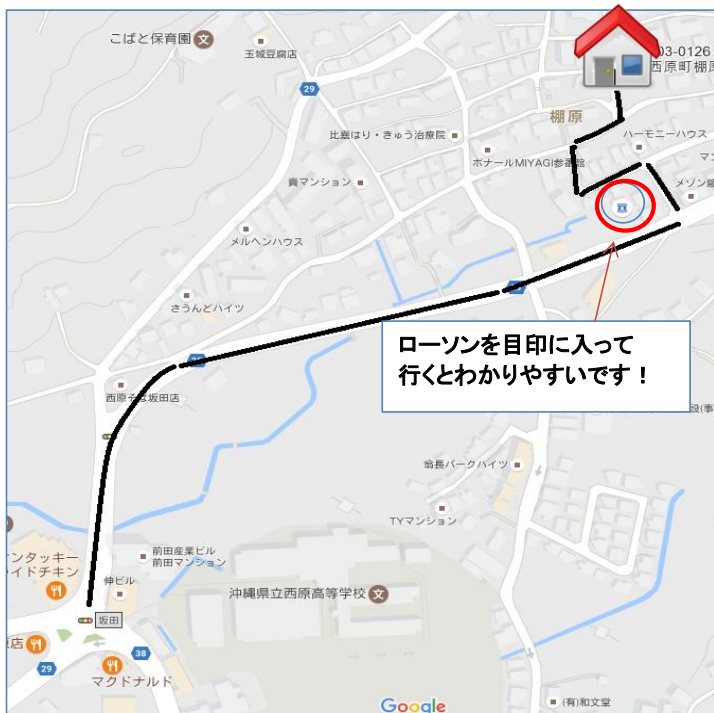 こばと保育園
玉城豆腐店
29
03-0126
西原町棚原
棚原
比嘉はり・きゅう治療院
ハーモニーハウス
ボナールMIYAGI参番館
マン
貴マンション
メゾン
メルヘンハウス
さうんどハイツ
ローソンを目印に入って
行くとわかりやすいです！
西原そば坂田店
段(事
翁長パークハイツ
TYマンション
前田産業ビル
前田マンション
ンタッキー
ライドチキン
伸ビル
沖縄県立西原高等学校
坂田
店
29
38
マクドナルド
Google
(有)和文堂